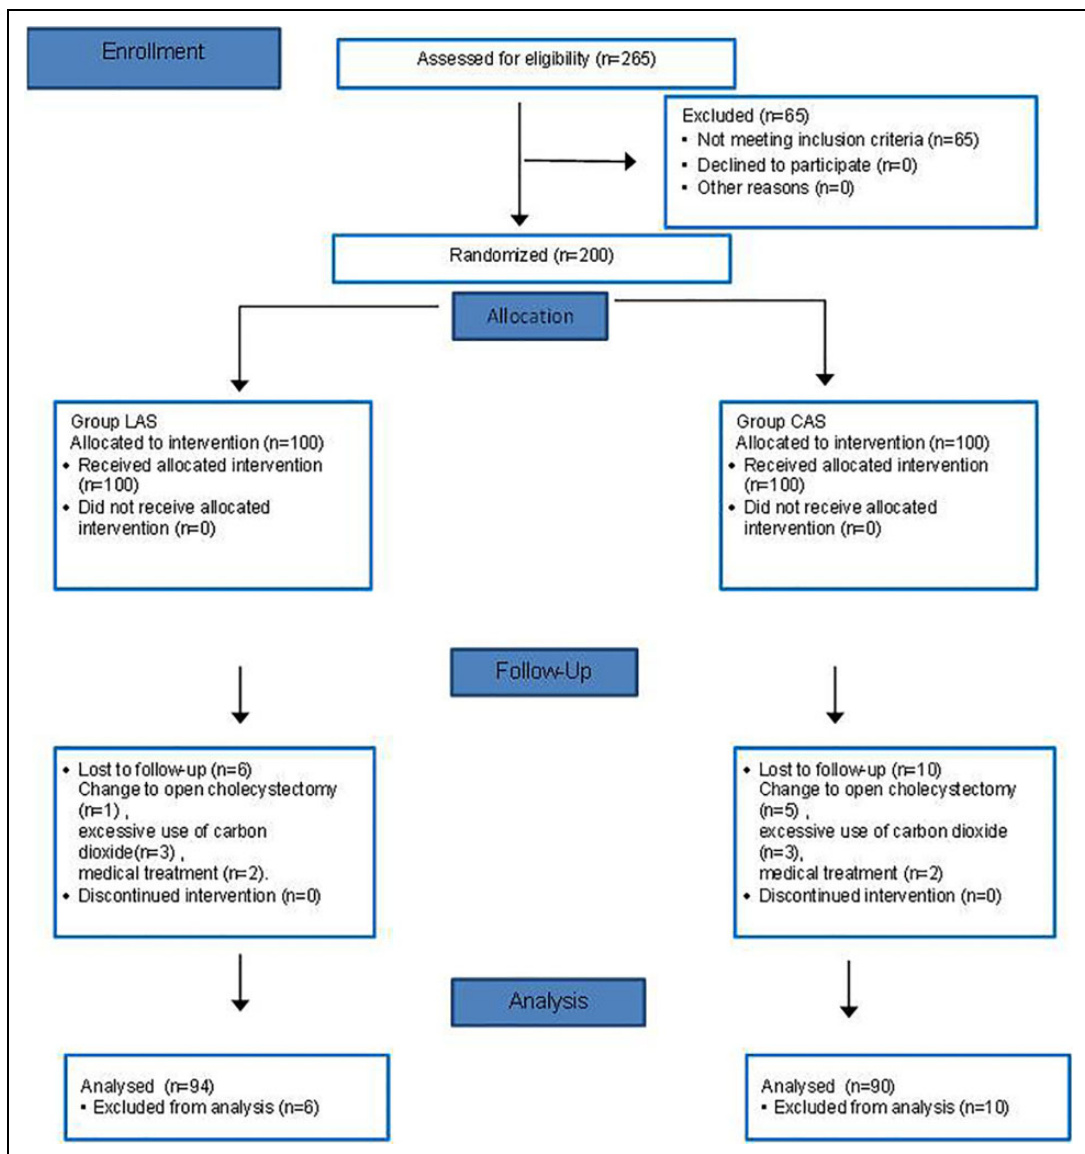 Enrollment
Assessed for eligibility (n=265)
Excluded (n=65)
• Not meeting inclusion criteria (n=65)
• Declined to participate (n=0)
• Other reasons (n=0)
Randomized (n=200)
Allocation
Group LAS
Allocated to intervention (n=100)
• Received allocated intervention
(n=100)
• Did not receive allocated
intervention (n=0)
Group CAS
Allocated to intervention (n=100)
• Received allocated intervention
(n=100)
• Did not receive allocated
intervention (n=0)
Follow-Up
• Lost to follow-up (n=6)
Change to open cholecystectomy
(n=1) ,
excessive use of carbon
dioxide(n=3) ,
medical treatment (n=2).
• Discontinued intervention (n=0)
• Lost to follow-up (n=10)
Change to open cholecystectomy
(n=5) ,
excessive use of carbon dioxide
(n=3),
medical treatment (n=2)
• Discontinued intervention (n=0)
Analysis
Analysed (n=94)
• Excluded from analysis (n=6)
Analysed (n=90)
• Excluded from analysis (n=10)